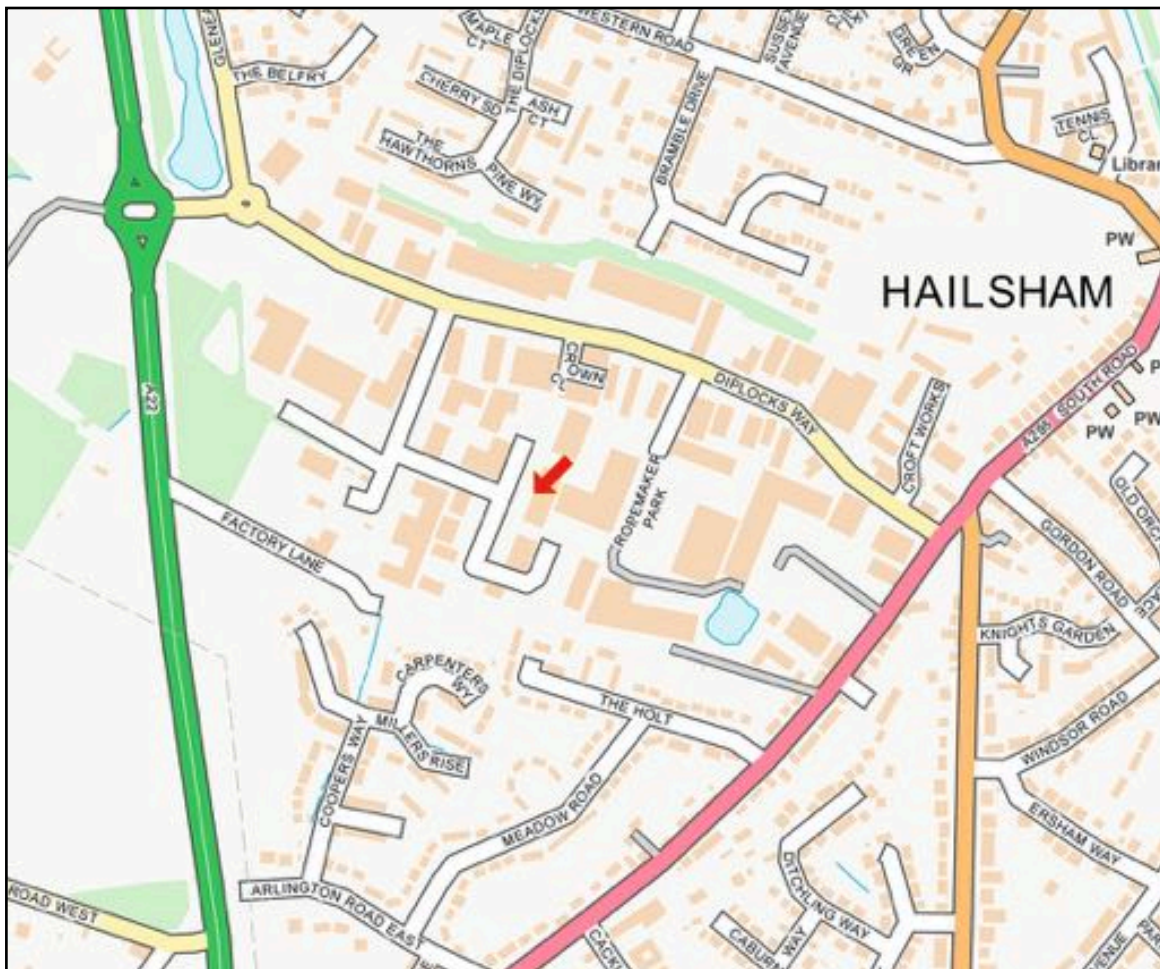 WESTERN ROAD
SUSSEX
AVENUE
GREEN
GR
MAPLE
CT
THE DIPLOCKS
THE BELFRY
CHERRY SD
ASH
CT
THE
HAWTHORNS
PINE WY
BRAMBLE DRIVE
TENNIS
CL
PW
HAILSHAM
A22
CROWN
CL
DIPLOCKS WAY
CROFT WORKS
A295 SOUTH ROAD
PW
PW
ROPEMAKER
PARK
FACTORY LANE
GORDON ROAD
KNIGHTS GARDEN
WINDSOR ROAD
CARPENTERS
WY
MILLERS RISE
COOPERS WAY
THE HOLT
MEADOW ROAD
ERSHAM WAY
DITCHLING WAY
CABURN
WAY
ARLINGTON ROAD EAST
ROAD WEST